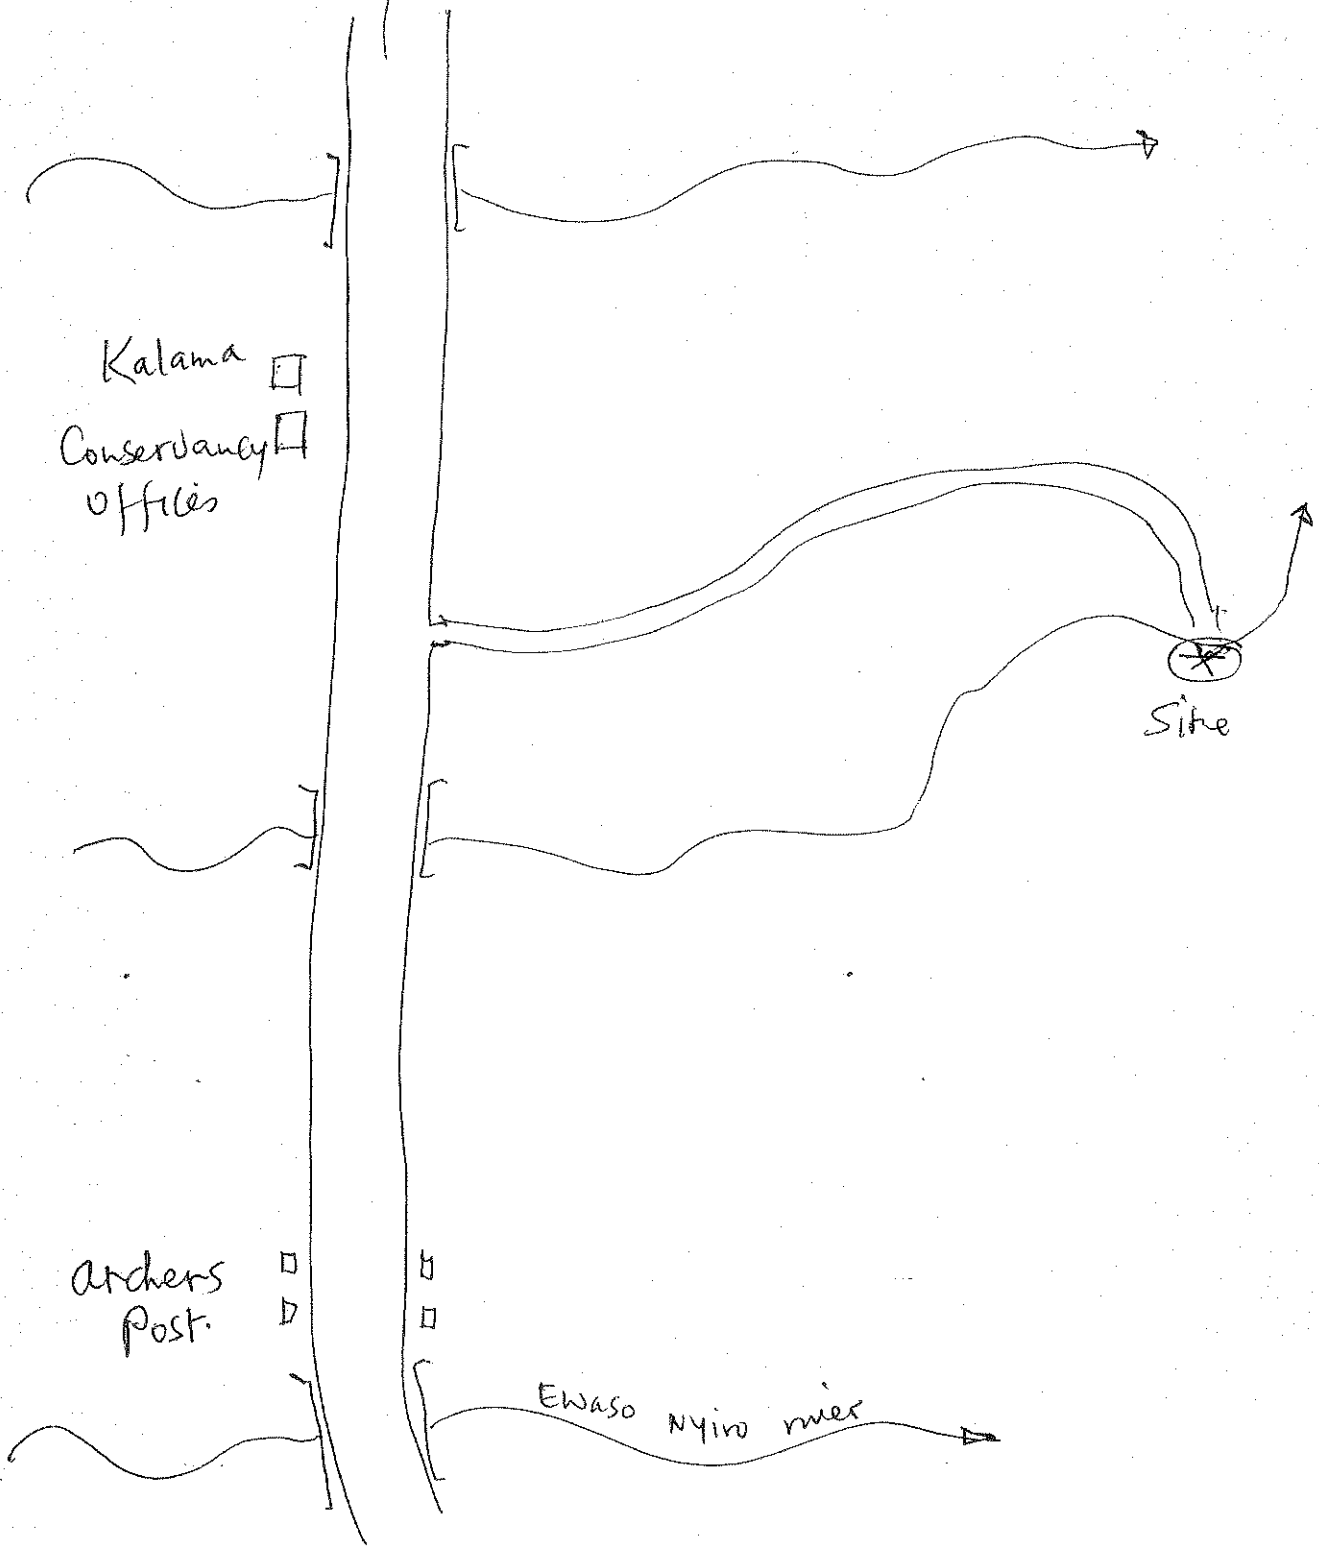 Kalama
Conservancy
Offices
Site
Archers
Post.
Ewaso Nyiro river